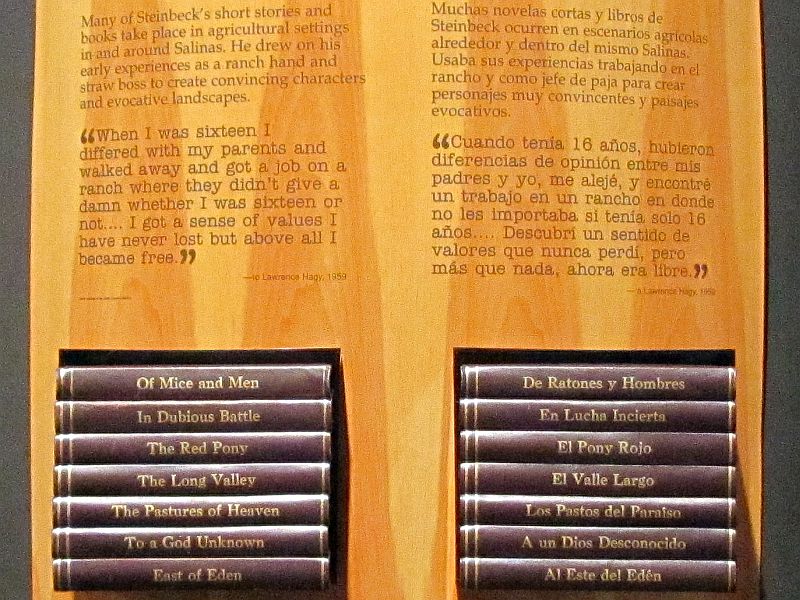 Many of Steinbeck's short stories and
books take place in agricultural settings
in and around Salinas. He drew on his
early experiences as a ranch hand and
straw boss to create convincing characters
and evocative landscapes.
“When I was sixteen I
differed with my parents and
walked away and got a job on a
ranch where they didn't give a
damn whether I was sixteen or
not.... I got a sense of values I
have never lost but above all I
became free.”
—to Lawrence Hagy, 1959
Of Mice and Men
In Dubious Battle
The Red Pony
The Long Valley
The Pastures of Heaven
To a God Unknown
East of Eden
Muchas novelas cortas y libros de
Steinbeck ocurren en escenarios agrícolas
alrededor y dentro del mismo Salinas.
Usaba sus experiencias trabajando en el
rancho y como jefe de paja para crear
personajes muy convincentes y paisajes
evocativos.
“Cuando tenía 16 años, hubieron
diferencias de opinión entre mis
padres y yo, me alejé, y encontré
un trabajo en un rancho en donde
no les importaba si tenía solo 16
años.... Descubrí un sentido de
valores que nunca perdí, pero
más que nada, ahora era libre.”
—a Lawrence Hagy, 1959
De Ratones y Hombres
En Lucha Incierta
El Pony Rojo
El Valle Largo
Los Pastos del Paraíso
A un Dios Desconocido
Al Este del Edén